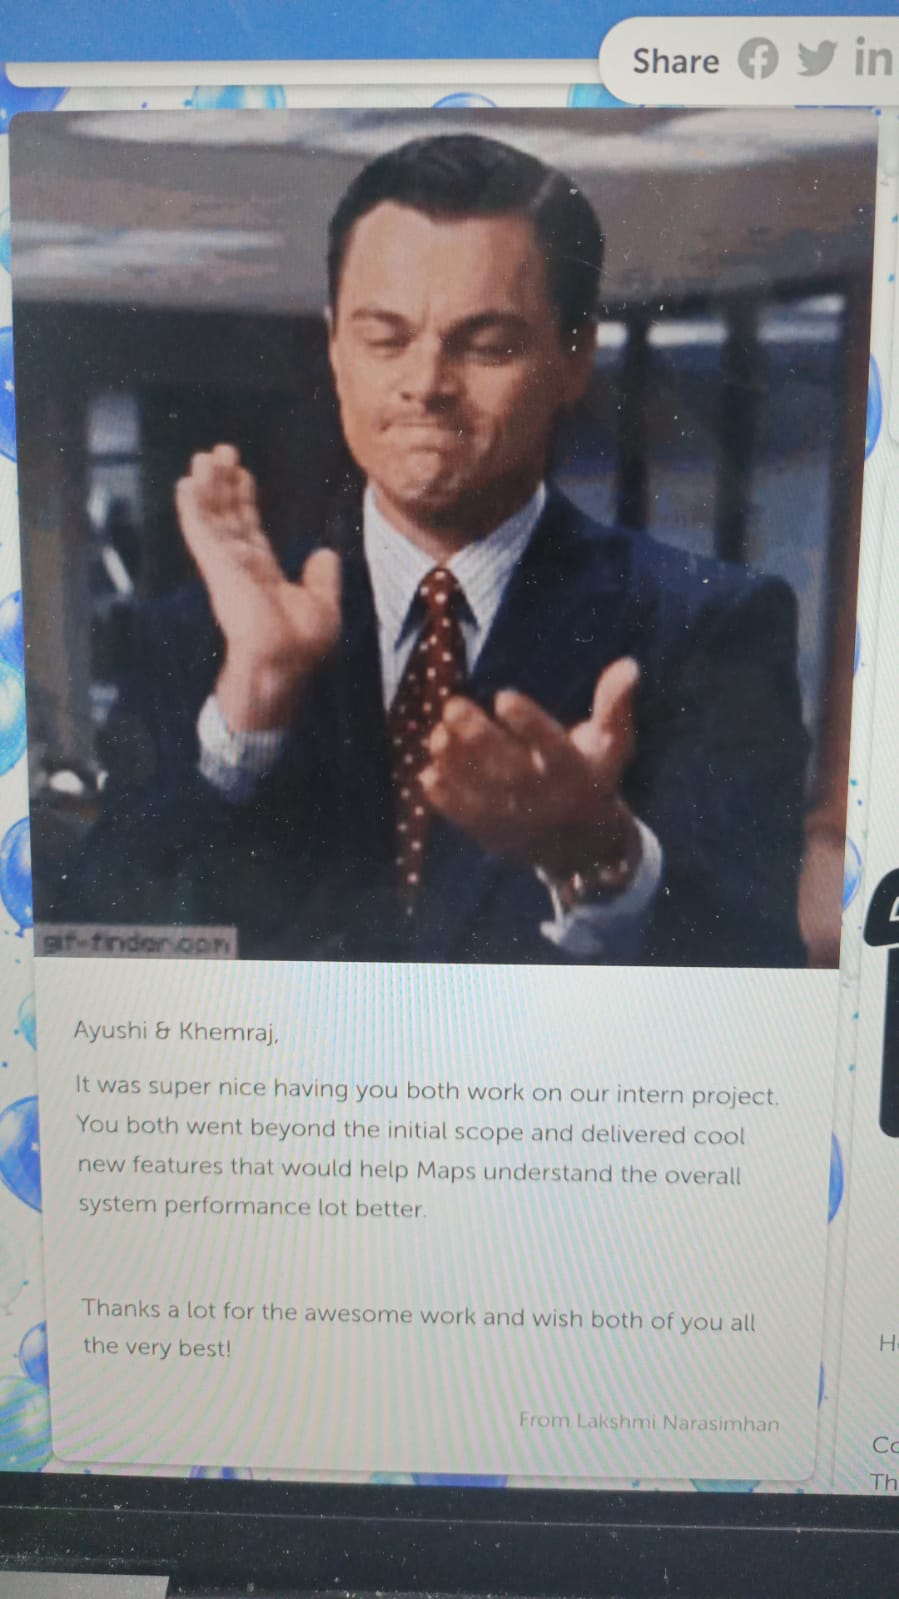 Share
in
gif-finder.com
Ayushi & Khemraj,
It was super nice having you both work on our intern project.
You both went beyond the initial scope and delivered cool
new features that would help Maps understand the overall
system performance lot better.
Thanks a lot for the awesome work and wish both of you all
the very best!
From Lakshmi Narasimhan
Th